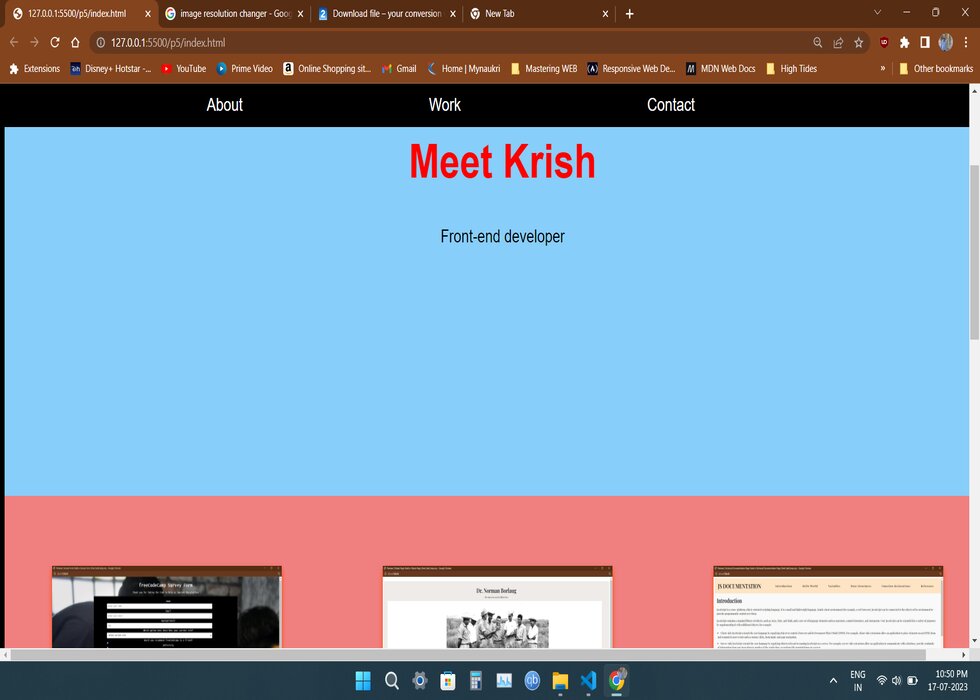 127.0.0.1:5500/p5/index.html
image resolution changer - Goog
Download file – your conversion
New Tab
127.0.0.1:5500/p5/index.html
Extensions
Disney+ Hotstar -...
YouTube
Prime Video
Online Shopping sit...
Gmail
Home | Mynaukri
Mastering WEB
Responsive Web De...
MDN Web Docs
High Tides
»
Other bookmarks
About
Work
Contact
Meet Krish
Front-end developer
freeCodeCamp Survey Form
Dr. Norman Borlaug
JS DOCUMENTATION
Introduction
ENG
IN
10:50 PM
17-07-2023